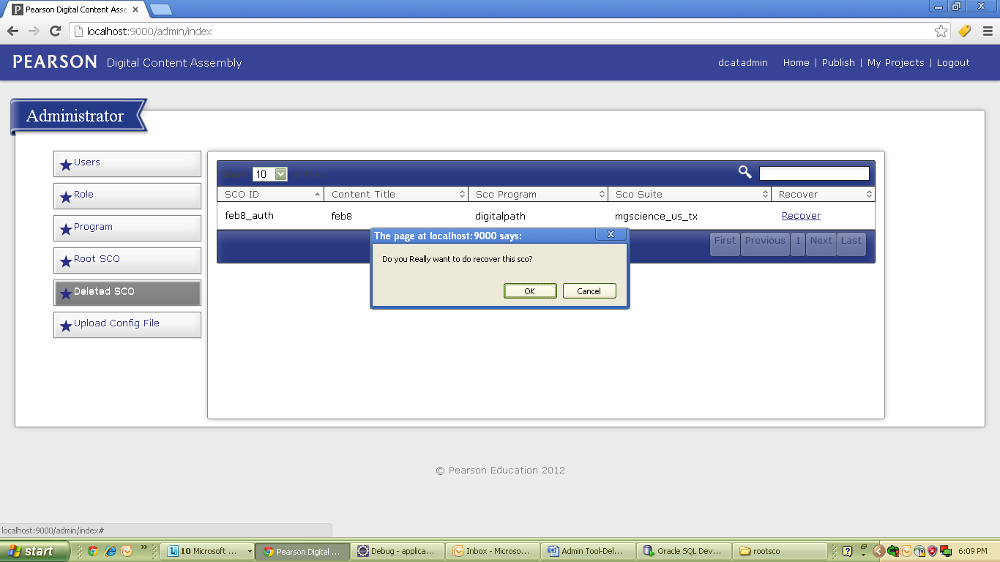 Pearson Digital Content Asse
localhost:9000/admin/index
PEARSON Digital Content Assembly dcatadmin Home | Publish | My Projects | Logout
Administrator
Users
Role
Program
Root SCO
Deleted SCO
Upload Config File
Show 10 entries
SCO ID Content Title Sco Program Sco Suite Recover
feb8_auth feb8 digitalpath mgscience_us_tx Recover
First Previous 1 Next Last
The page at localhost:9000 says:
Do you Really want to do recover this sco?
OK Cancel
© Pearson Education 2012
localhost:9000/admin/index#
start 10 Microsoft ... Pearson Digital ... Debug - applica... Inbox - Microso... Admin Tool-Del... Oracle SQL Dev... rootsco 6:09 PM